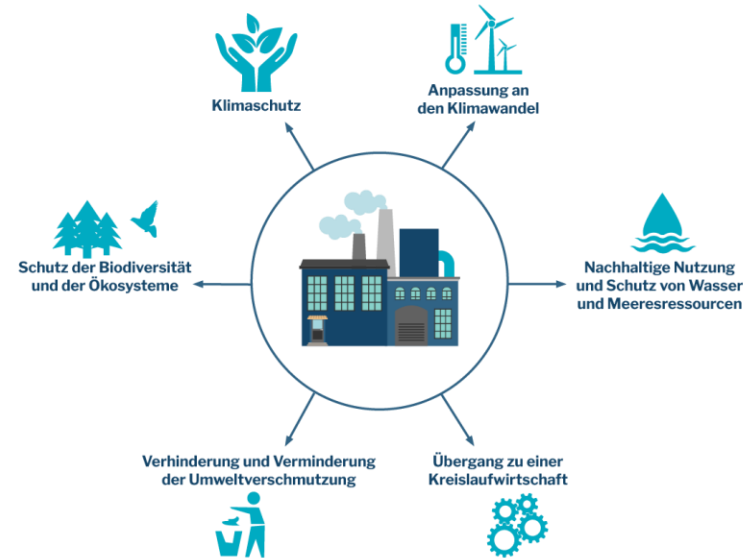 Klimaschutz
Anpassung an
den Klimawandel
Schutz der Biodiversität
und der Ökosysteme
Nachhaltige Nutzung
und Schutz von Wasser
und Meeresressourcen
Verhinderung und Verminderung
der Umweltverschmutzung
Übergang zu einer
Kreislaufwirtschaft